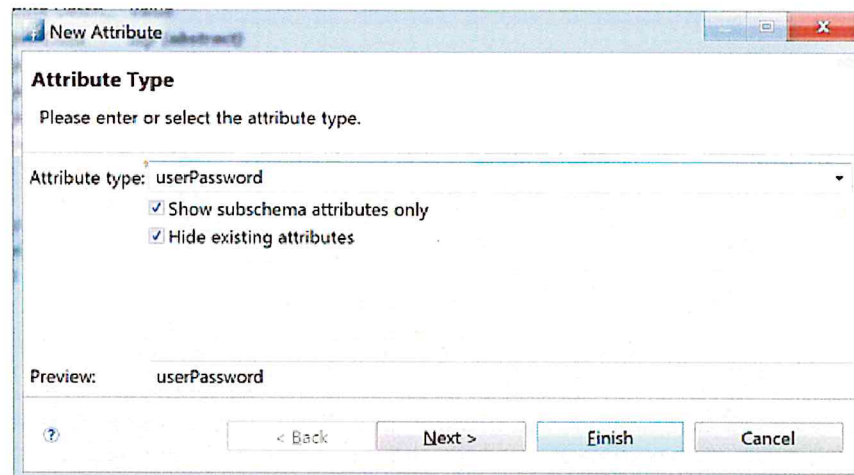 New Attribute
(abstract)
Attribute Type
Please enter or select the attribute type.
Attribute type: userPassword
Show subschema attributes only
Hide existing attributes
Preview: userPassword
< Back Next > Finish Cancel